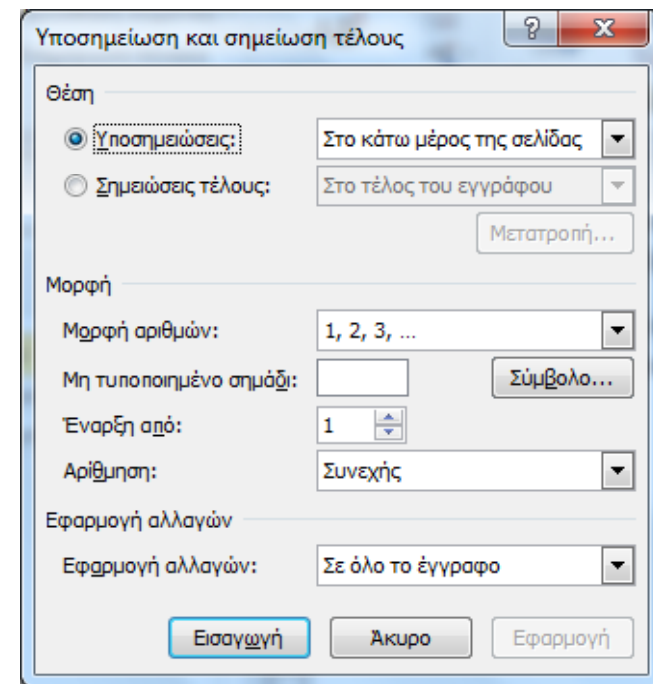 Υποσημείωση και σημείωση τέλους
Θέση
Υποσημειώσεις: Στο κάτω μέρος της σελίδας
Σημειώσεις τέλους: Στο τέλος του εγγράφου
Μετατροπή...
Μορφή
Μορφή αριθμών: 1, 2, 3, ...
Μη τυποποιημένο σημάδι: Σύμβολο...
Έναρξη από: 1
Αρίθμηση: Συνεχής
Εφαρμογή αλλαγών
Εφαρμογή αλλαγών: Σε όλο το έγγραφο
Εισαγωγή Άκυρο Εφαρμογή